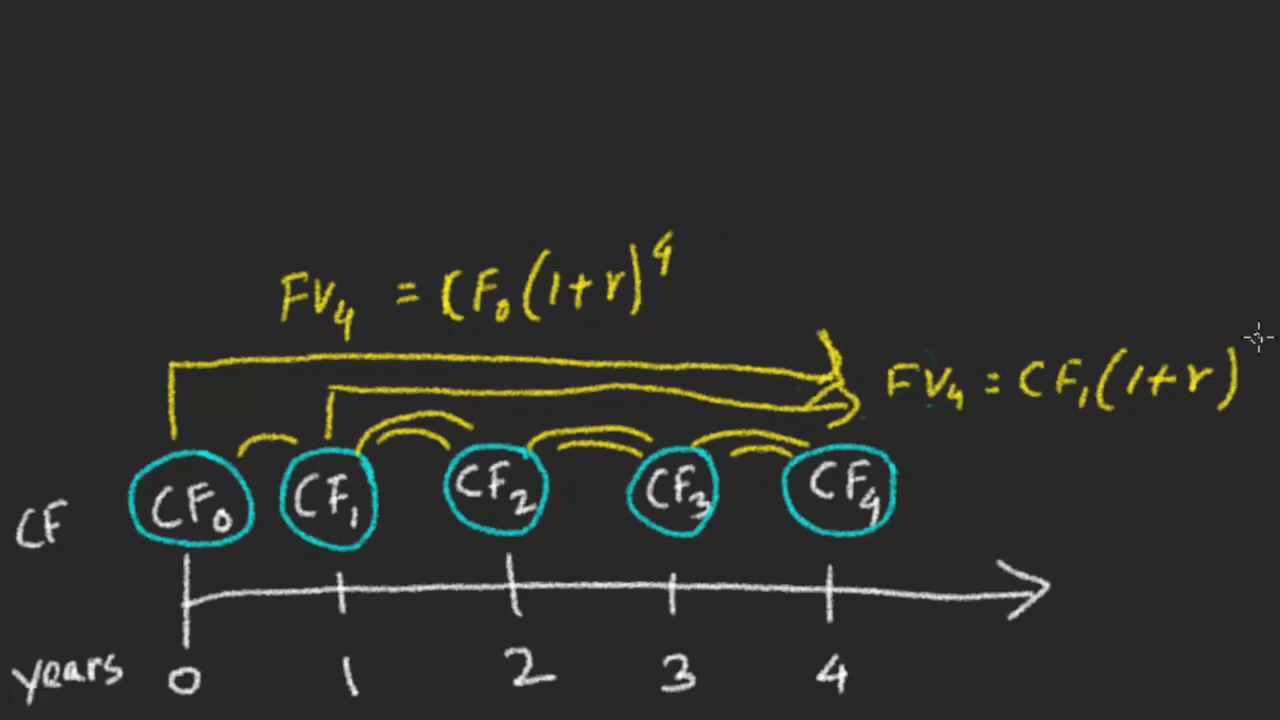 FV₄ = CF₀(1+r)⁴
FV₄ = CF₁(1+r)
CF CF₀ CF₁ CF₂ CF₃ CF₄
years 0 1 2 3 4